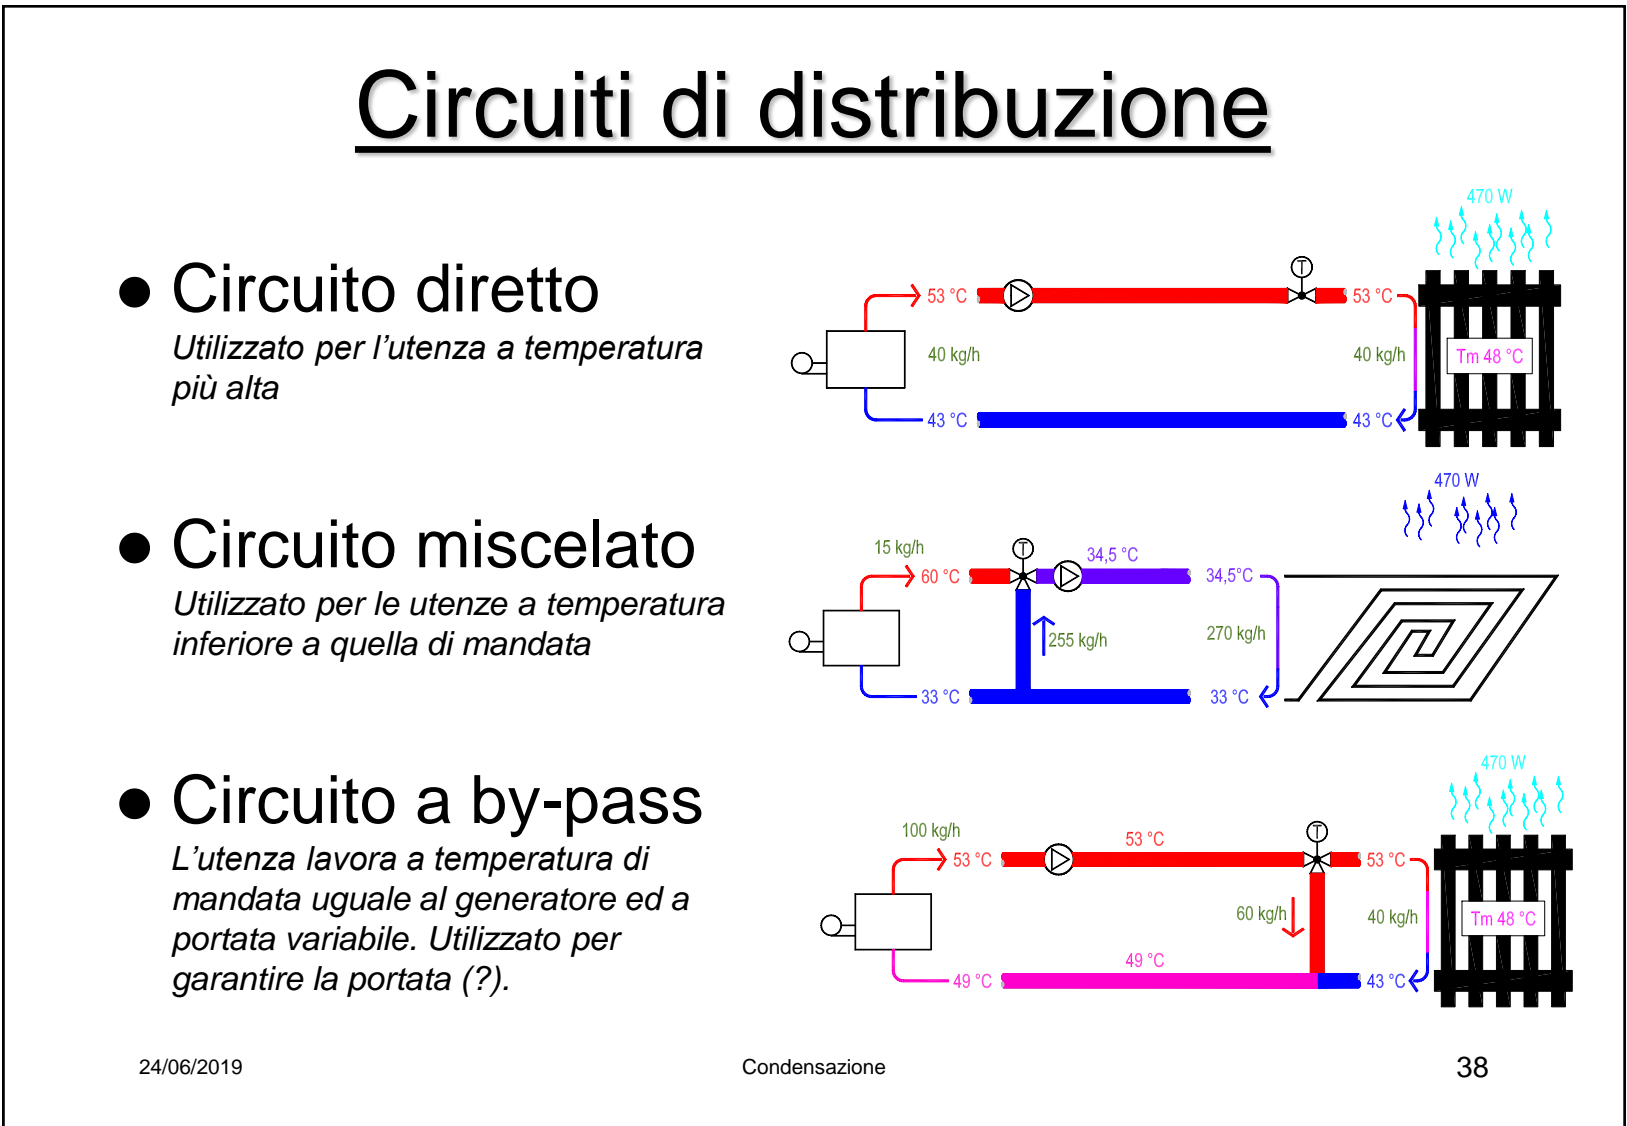 Circuiti di distribuzione
● Circuito diretto
Utilizzato per l'utenza a temperatura
più alta
470 W
T
53 °C
53 °C
40 kg/h
40 kg/h
Tm 48 °C
43 °C
43 °C
● Circuito miscelato
Utilizzato per le utenze a temperatura
inferiore a quella di mandata
470 W
15 kg/h
T
34,5 °C
60 °C
34,5°C
255 kg/h
270 kg/h
33 °C
33 °C
● Circuito a by-pass
L'utenza lavora a temperatura di
mandata uguale al generatore ed a
portata variabile. Utilizzato per
garantire la portata (?).
470 W
100 kg/h
T
53 °C
53 °C
53 °C
60 kg/h
40 kg/h
Tm 48 °C
49 °C
49 °C
43 °C
24/06/2019
Condensazione
38